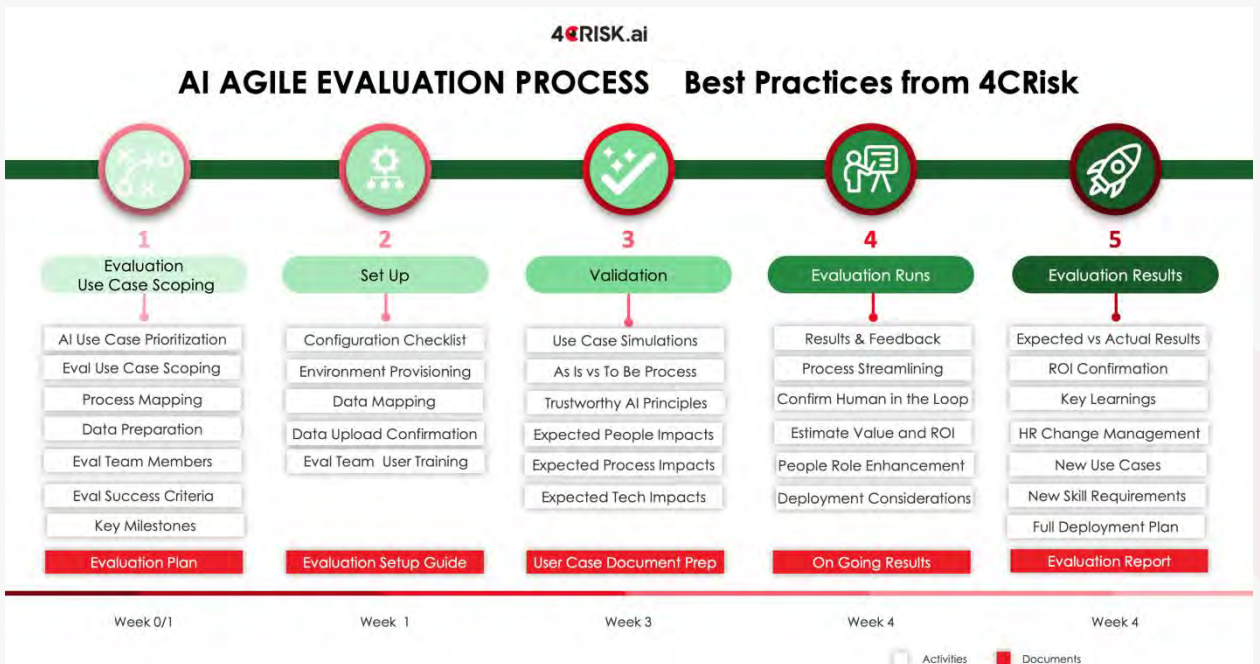 4CRISK.ai
AI AGILE EVALUATION PROCESS Best Practices from 4CRisk
1
Evaluation
Use Case Scoping
AI Use Case Prioritization
Eval Use Case Scoping
Process Mapping
Data Preparation
Eval Team Members
Eval Success Criteria
Key Milestones
Evaluation Plan
Week 0/1
2
Set Up
Configuration Checklist
Environment Provisioning
Data Mapping
Data Upload Confirmation
Eval Team User Training
Evaluation Setup Guide
Week 1
3
Validation
Use Case Simulations
As Is vs To Be Process
Trustworthy AI Principles
Expected People Impacts
Expected Process Impacts
Expected Tech Impacts
User Case Document Prep
Week 3
4
Evaluation Runs
Results & Feedback
Process Streamlining
Confirm Human in the Loop
Estimate Value and ROI
People Role Enhancement
Deployment Considerations
On Going Results
Week 4
5
Evaluation Results
Expected vs Actual Results
ROI Confirmation
Key Learnings
HR Change Management
New Use Cases
New Skill Requirements
Full Deployment Plan
Evaluation Report
Week 4
Activities
Documents